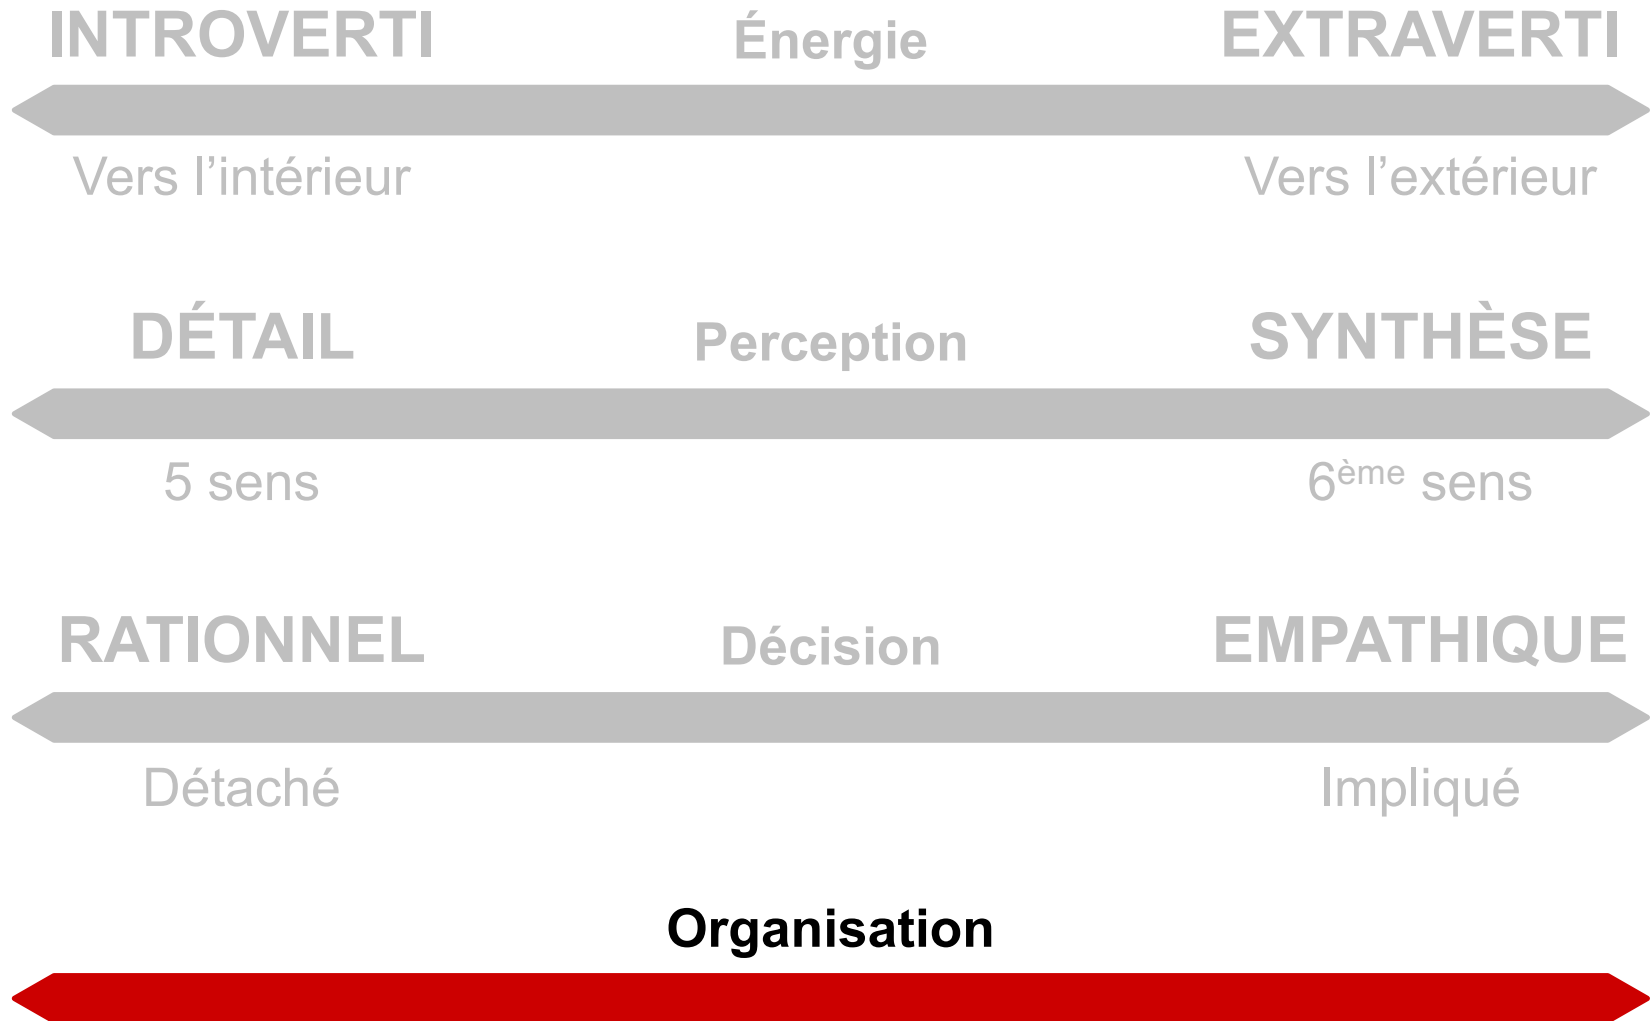 INTROVERTI Énergie EXTRAVERTI
Vers l’intérieur Vers l’extérieur
DÉTAIL Perception SYNTHÈSE
5 sens 6ème sens
RATIONNEL Décision EMPATHIQUE
Détaché Impliqué
Organisation